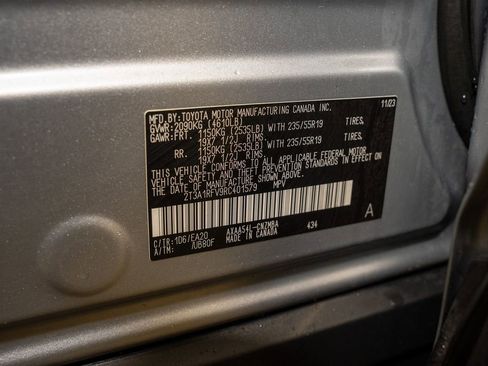 MFD.BY:TOYOTA MOTOR MANUFACTURING CANADA INC. 11/23
GVWR: 2090KG (4610LB)
GAWR:FRT. 1150KG (2535LB) WITH 235/55R19 TIRES,
19X7 1/2J RIMS.
RR. 1150KG (2535LB) WITH 235/55R19 TIRES,
19X7 1/2J RIMS.
THIS VEHICLE CONFORMS TO ALL APPLICABLE FEDERAL MOTOR
VEHICLE SAFETY AND THEFT PREVENTION STANDARDS IN EFFECT
ON THE DATE OF MANUFACTURE SHOWN ABOVE.
2T3A1RFV9RC401579 MPV
A
C/TR:1D6/EA20 AXAA54L-CNZMBA 434
A/TM: /UB80F MADE IN CANADA